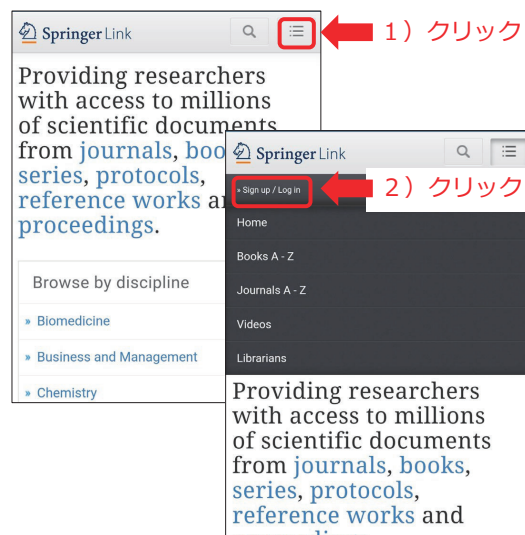 Springer Link
1）クリック
Providing researchers
with access to millions
of scientific documents
from journals, boo
series, protocols,
reference works a
proceedings.
Browse by discipline
» Biomedicine
» Business and Management
» Chemistry
Springer Link
» Sign up / Log in
2）クリック
Home
Books A - Z
Journals A - Z
Videos
Librarians
Providing researchers
with access to millions
of scientific documents
from journals, books,
series, protocols,
reference works and